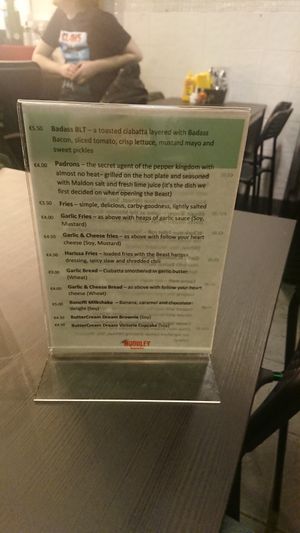 €5.50 Badass BLT – a toasted ciabatta layered with Badass
Bacon, sliced tomato, crisp lettuce, mustard mayo and
sweet pickles
€4.00 Padrons – the secret agent of the pepper kingdom with
almost no heat – grilled on the hot plate and seasoned
with Maldon salt and fresh lime juice (it's the dish we
first decided on when opening the Beast)
€3.50 Fries – simple, delicious, carby-goodness, lightly salted
€4.00 Garlic Fries – as above with heaps of garlic sauce (Soy,
Mustard)
€4.50 Garlic & Cheese fries – as above with follow your heart
cheese (Soy, Mustard)
Harissa Fries – loaded fries with the Beast harissa
dressing, spicy slaw and shredded chili
Garlic Bread – Ciabatta smothered in garlic butter
(Wheat)
€4.00 Garlic & Cheese Bread – as above with follow your heart
cheese (Wheat)
€5.50 Banoffi Milkshake – Banana, caramel and chocolate
delight (Soy)
€4.50 ButterCream Dream Brownie (Soy)
€4.50 ButterCream Dream Victoria Cupcake (Soy)